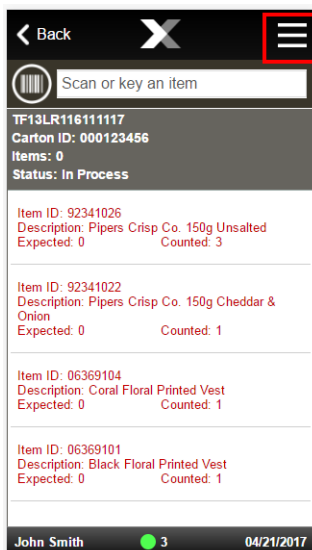 Back
Scan or key an item
TF13LR116111117
Carton ID: 000123456
Items: 0
Status: In Process
Item ID: 92341026
Description: Pipers Crisp Co. 150g Unsalted
Expected: 0 Counted: 3
Item ID: 92341022
Description: Pipers Crisp Co. 150g Cheddar &
Onion
Expected: 0 Counted: 1
Item ID: 06369104
Description: Coral Floral Printed Vest
Expected: 0 Counted: 1
Item ID: 06369101
Description: Black Floral Printed Vest
Expected: 0 Counted: 1
John Smith 3 04/21/2017